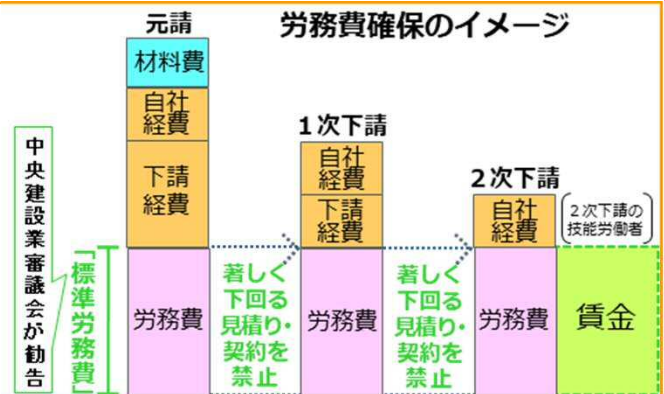 労務費確保のイメージ
元請
材料費
自社
経費
下請
経費
労務費
中央建設業審議会が勧告
「標準労務費」
著しく
下回る
見積り・
契約を
禁止
1次下請
自社
経費
下請
経費
労務費
著しく
下回る
見積り・
契約を
禁止
2次下請
自社
経費
労務費
2次下請の
技能労働者
賃金